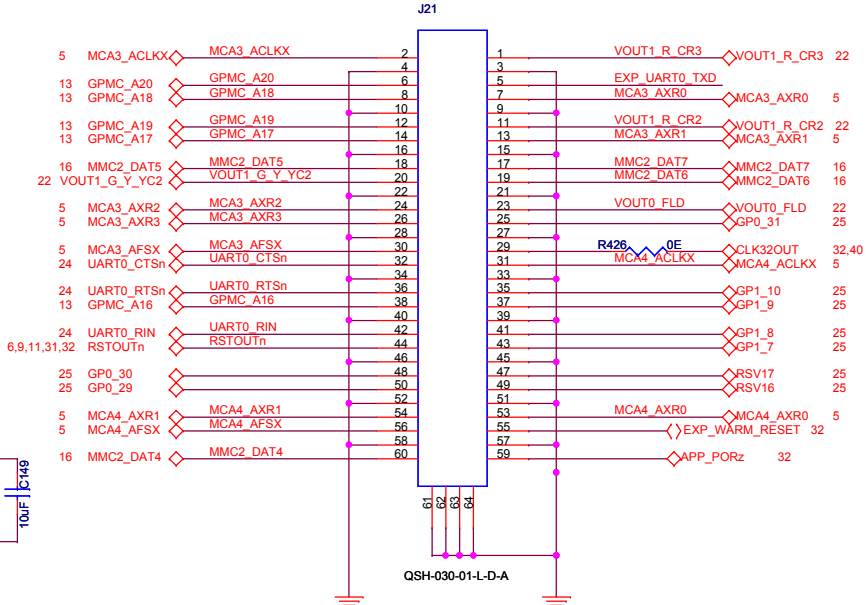 J21
5 MCA3_ACLKX MCA3_ACLKX 2 1 VOUT1_R_CR3 VOUT1_R_CR3 22
4 3
13 GPMC_A20 GPMC_A20 6 5 EXP_UART0_TXD
13 GPMC_A18 GPMC_A18 8 7 MCA3_AXR0 MCA3_AXR0 5
10 9
13 GPMC_A19 GPMC_A19 12 11 VOUT1_R_CR2 VOUT1_R_CR2 22
13 GPMC_A17 GPMC_A17 14 13 MCA3_AXR1 MCA3_AXR1 5
16 15
16 MMC2_DAT5 MMC2_DAT5 18 17 MMC2_DAT7 MMC2_DAT7 16
22 VOUT1_G_Y_YC2 VOUT1_G_Y_YC2 20 19 MMC2_DAT6 MMC2_DAT6 16
22 21
5 MCA3_AXR2 MCA3_AXR2 24 23 VOUT0_FLD VOUT0_FLD 22
5 MCA3_AXR3 MCA3_AXR3 26 25 GP0_31 25
28 27
5 MCA3_AFSX MCA3_AFSX 30 29 R426 0E CLK32OUT 32,40
24 UART0_CTSn UART0_CTSn 32 31 MCA4_ACLKX MCA4_ACLKX 5
34 33
24 UART0_RTSn UART0_RTSn 36 35 GP1_10 25
13 GPMC_A16 GPMC_A16 38 37 GP1_9 25
40 39
24 UART0_RIN UART0_RIN 42 41 GP1_8 25
6,9,11,31,32 RSTOUTn RSTOUTn 44 43 GP1_7 25
46 45
25 GP0_30 48 47 RSV17 25
25 GP0_29 50 49 RSV16 25
52 51
5 MCA4_AXR1 MCA4_AXR1 54 53 MCA4_AXR0 MCA4_AXR0 5
5 MCA4_AFSX MCA4_AFSX 56 55 EXP_WARM_RESET 32
58 57
16 MMC2_DAT4 MMC2_DAT4 60 59 APP_PORz 32
C149
10uF
61 62 63 64
QSH-030-01-L-D-A